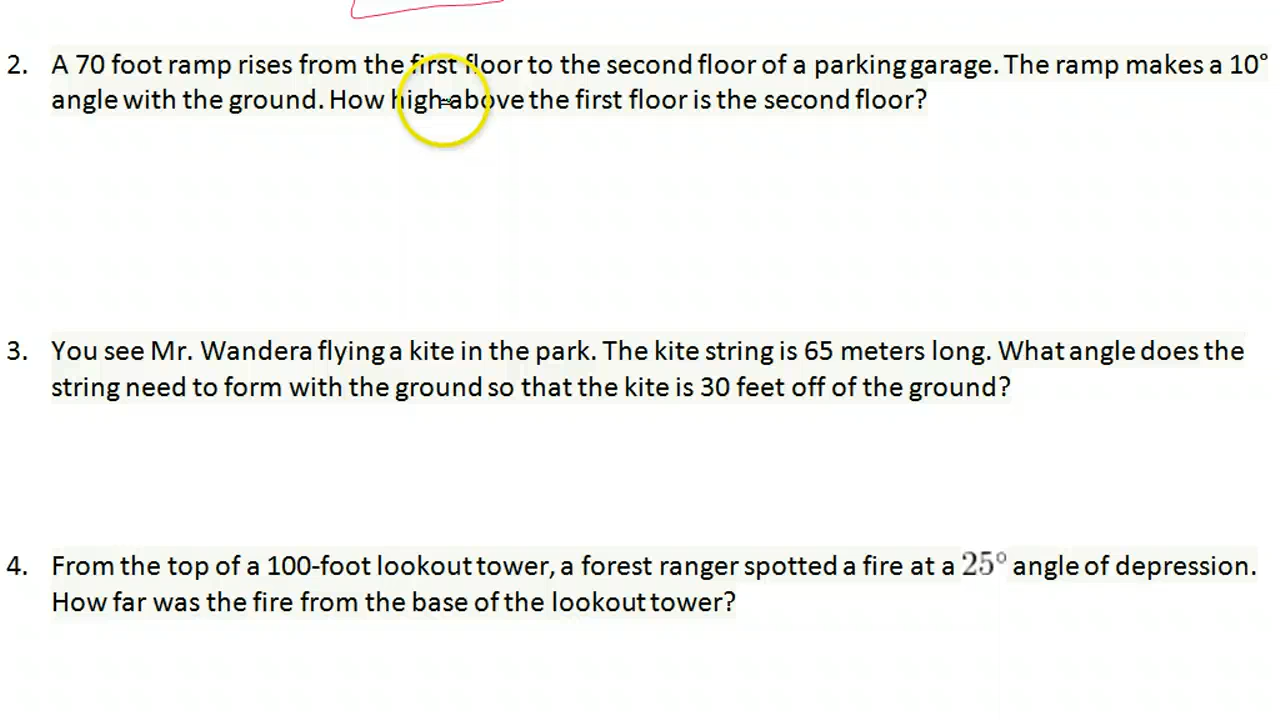 2. A 70 foot ramp rises from the first floor to the second floor of a parking garage. The ramp makes a 10°
angle with the ground. How high above the first floor is the second floor?
3. You see Mr. Wandera flying a kite in the park. The kite string is 65 meters long. What angle does the
string need to form with the ground so that the kite is 30 feet off of the ground?
4. From the top of a 100-foot lookout tower, a forest ranger spotted a fire at a 25° angle of depression.
How far was the fire from the base of the lookout tower?